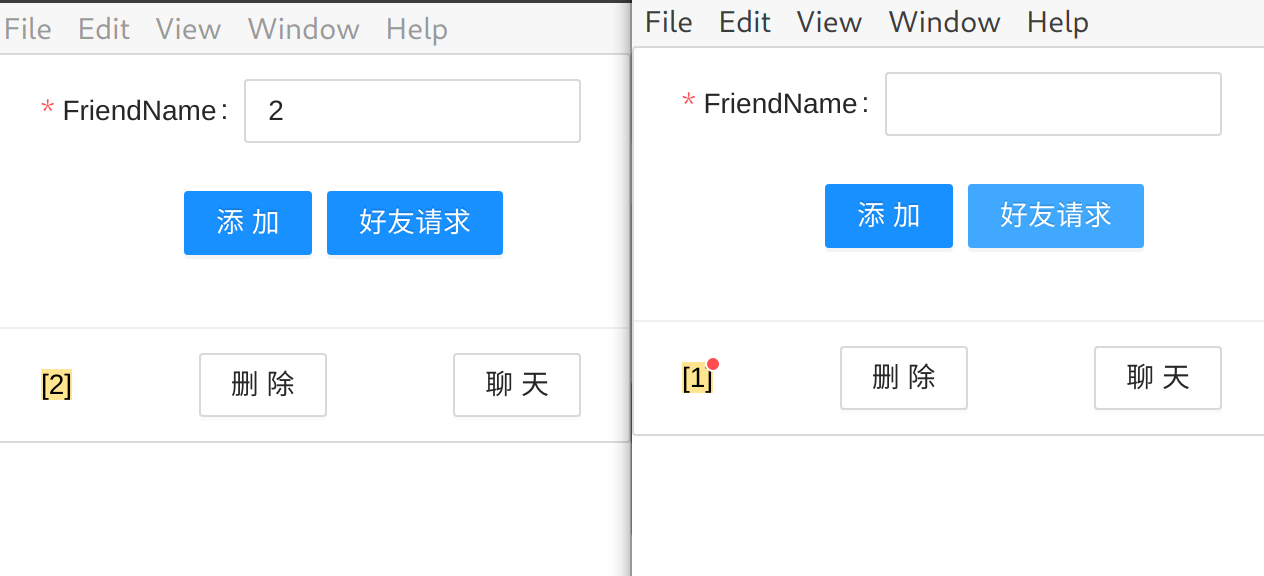 File Edit View Window Help
* FriendName:
2
添 加 好友请求
[2] 删 除 聊 天
File Edit View Window Help
* FriendName:
添 加 好友请求
[1] 删 除 聊 天